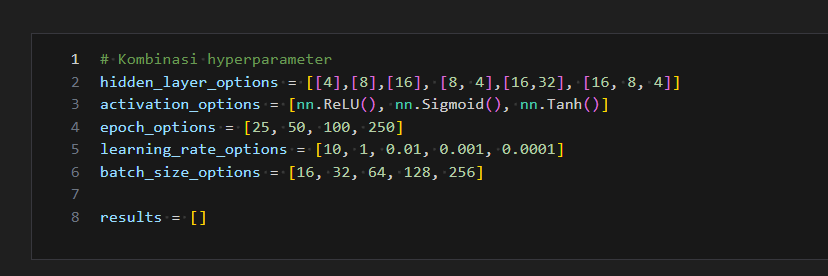 1 # Kombinasi hyperparameter
2 hidden_layer_options = [[4],[8],[16], [8, 4],[16,32], [16, 8, 4]]
3 activation_options = [nn.ReLU(), nn.Sigmoid(), nn.Tanh()]
4 epoch_options = [25, 50, 100, 250]
5 learning_rate_options = [10, 1, 0.01, 0.001, 0.0001]
6 batch_size_options = [16, 32, 64, 128, 256]
7
8 results = []